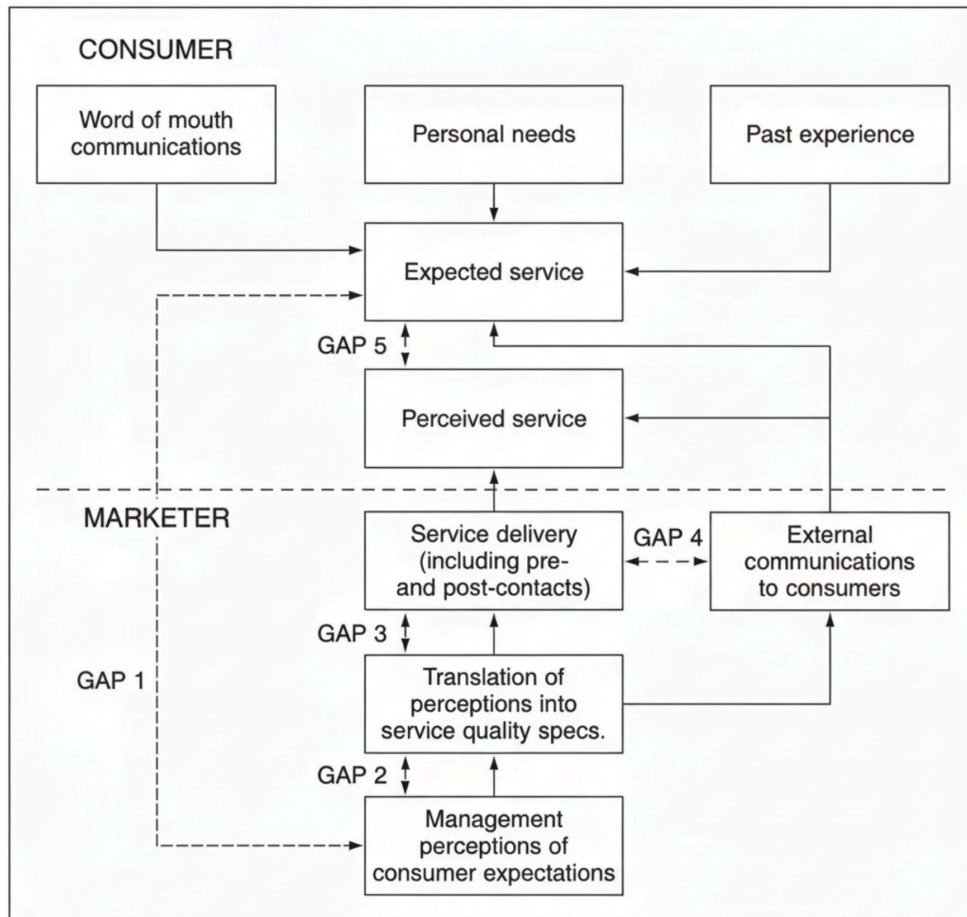 CONSUMER
Word of mouth
communications
Personal needs
Past experience
Expected service
GAP 5
Perceived service
MARKETER
Service delivery
(including pre-
and post-contacts)
GAP 4
External
communications
to consumers
GAP 3
GAP 1
Translation of
perceptions into
service quality specs.
GAP 2
Management
perceptions of
consumer expectations